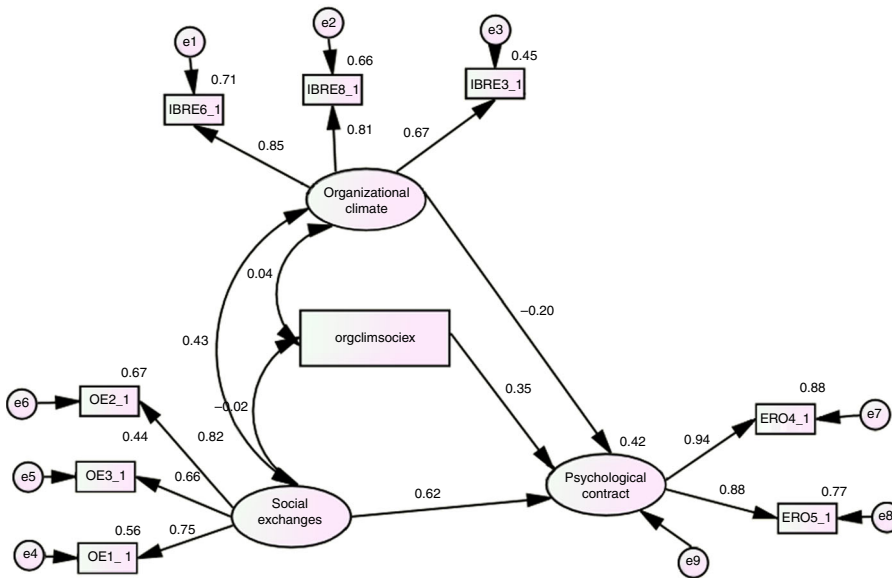 e1
e2
e3
0.71
0.66
0.45
IBRE6_1
IBRE8_1
IBRE3_1
0.85
0.81
0.67
Organizational
climate
0.04
–0.20
0.43
orgclimsociex
0.35
–0.02
0.67
e6
OE2_1
0.44
0.82
e5
OE3_1
0.66
0.56
0.75
e4
OE1_ 1
Social
exchanges
0.62
0.42
Psychological
contract
0.94
0.88
ERO4_1
e7
0.88
0.77
ERO5_1
e8
e9